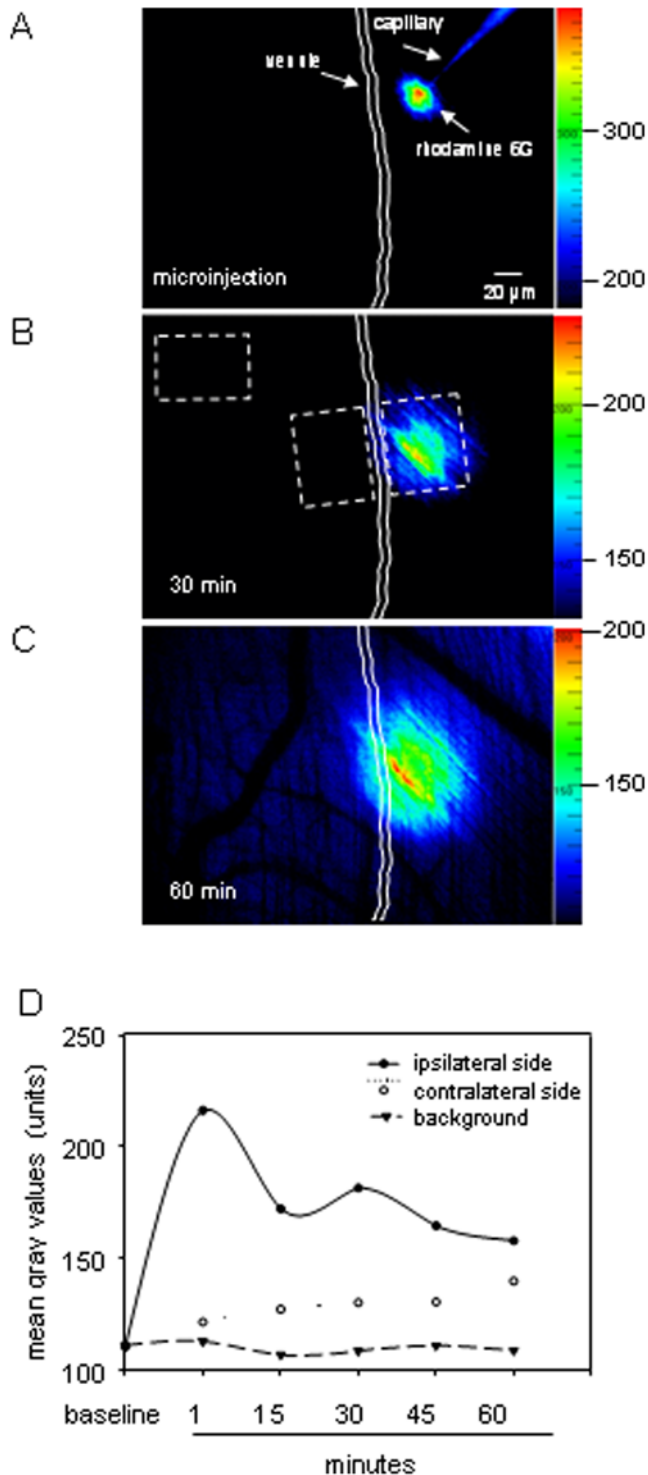 A
capillary
venule
rhodamine 6G
300
200
microinjection
20 µm
B
200
150
30 min
C
200
150
60 min
D
250
200
150
100
mean gray values (units)
ipsilateral side
contralateral side
background
baseline 1 15 30 45 60
minutes